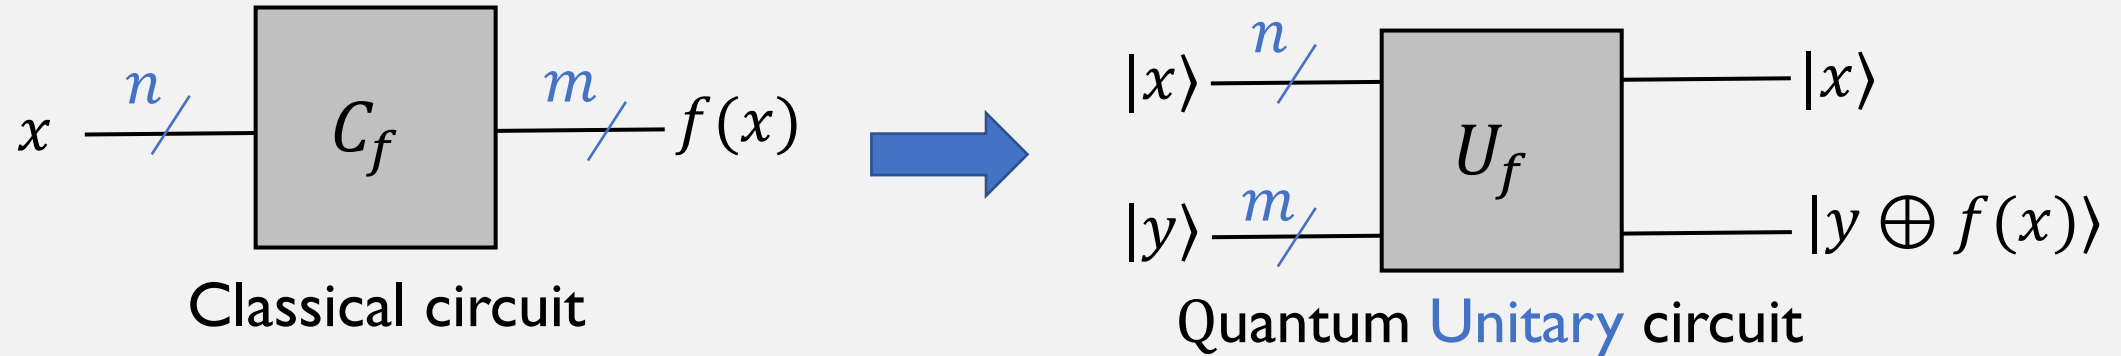 x n C_f m f(x)
Classical circuit
|x⟩ n U_f |x⟩
|y⟩ m |y ⊕ f(x)⟩
Quantum Unitary circuit